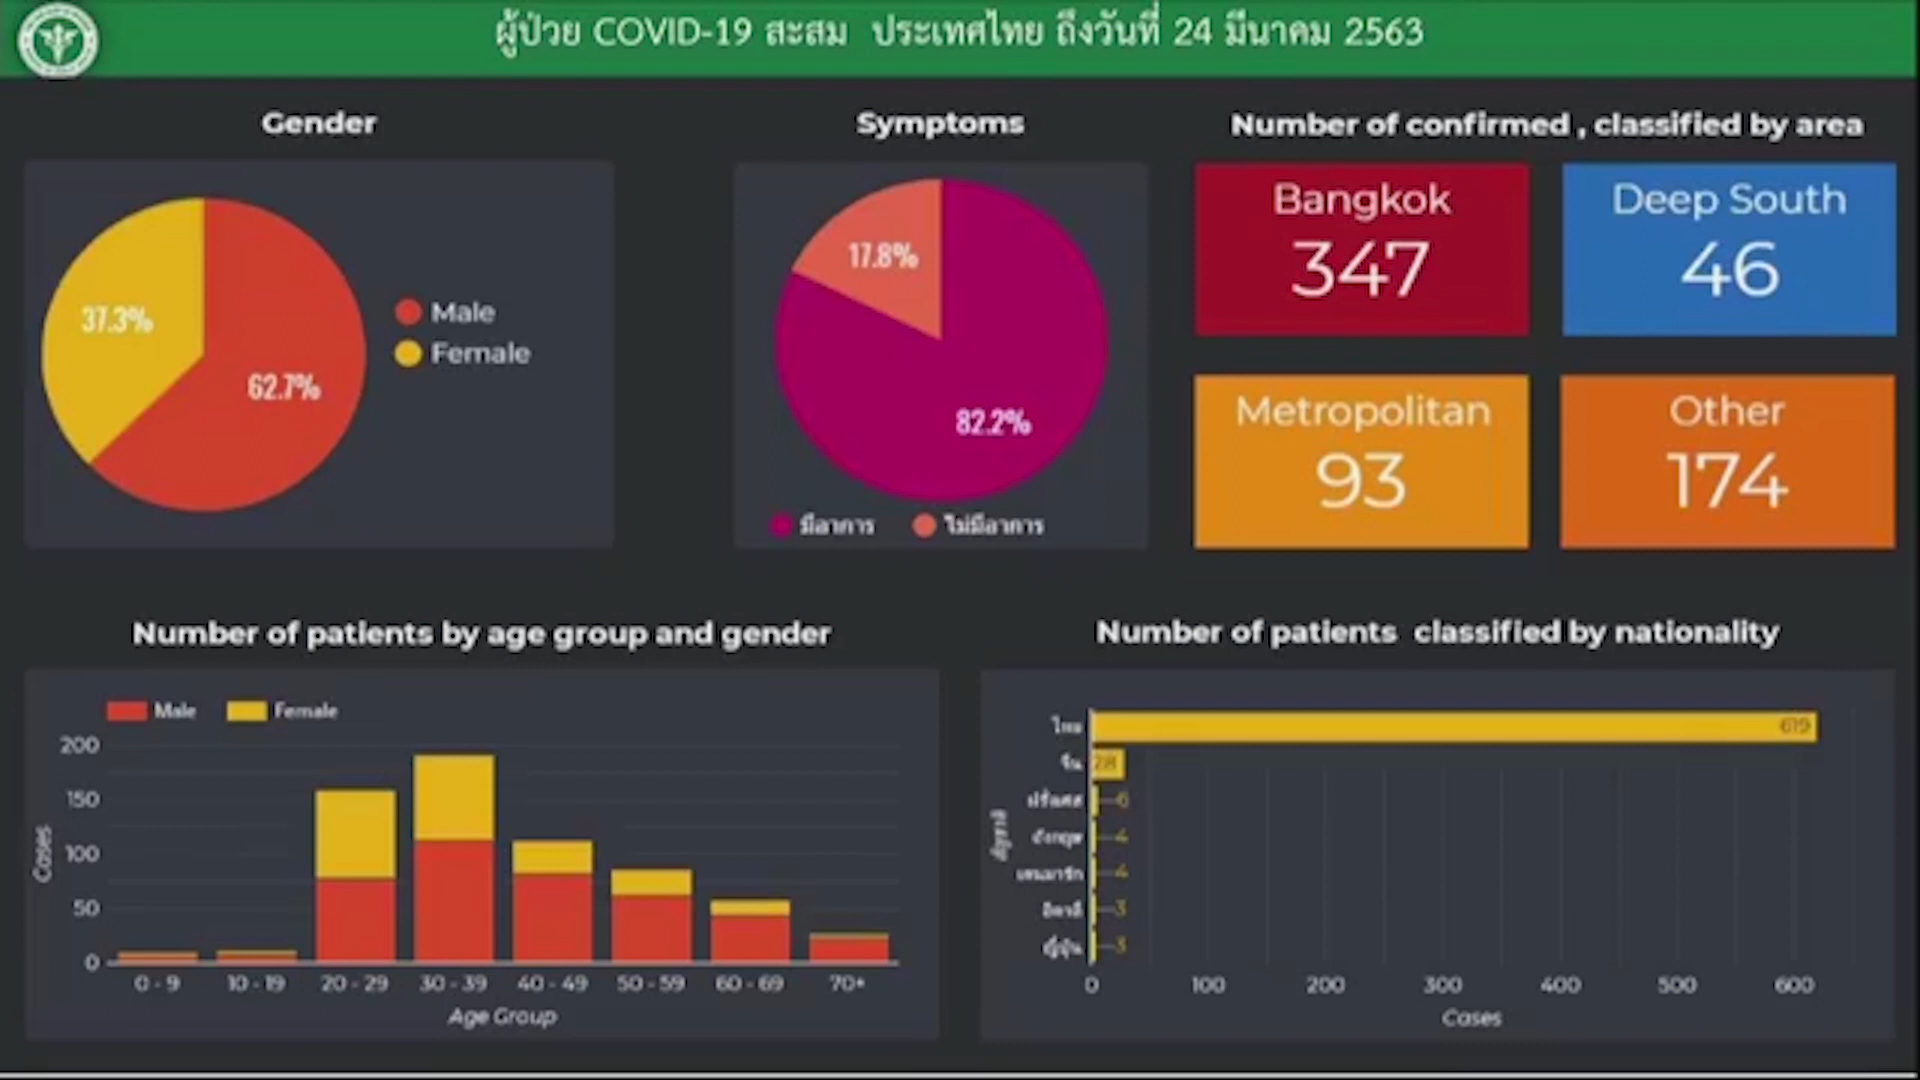 ผู้ป่วย COVID-19 สะสม ประเทศไทย ถึงวันที่ 24 มีนาคม 2563
Gender
37.3%
62.7%
Male
Female
Symptoms
17.8%
82.2%
มีอาการ
ไม่มีอาการ
Number of confirmed , classified by area
Bangkok
347
Deep South
46
Metropolitan
93
Other
174
Number of patients by age group and gender
Male
Female
Cases
200
150
100
50
0
0 - 9
10 - 19
20 - 29
30 - 39
40 - 49
50 - 59
60 - 69
70+
Age Group
Number of patients classified by nationality
สัญชาติ
ไทย 619
จีน 28
ฝรั่งเศส 6
อังกฤษ 4
เดนมาร์ก 4
อิตาลี 3
ญี่ปุ่น 3
0
100
200
300
400
500
600
Cases